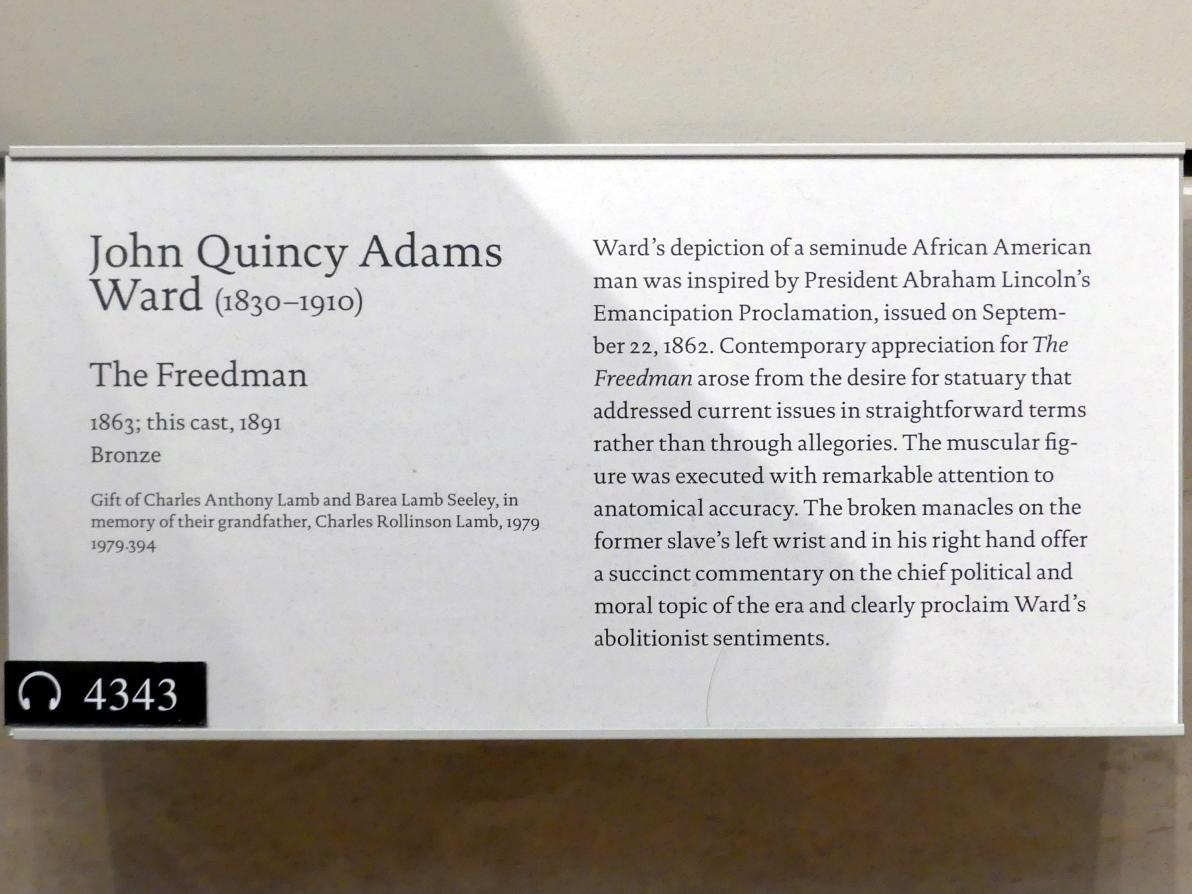 John Quincy Adams
Ward (1830–1910)
The Freedman
1863; this cast, 1891
Bronze
Gift of Charles Anthony Lamb and Barea Lamb Seeley, in
memory of their grandfather, Charles Rollinson Lamb, 1979
1979.394
Ward's depiction of a seminude African American
man was inspired by President Abraham Lincoln's
Emancipation Proclamation, issued on Septem-
ber 22, 1862. Contemporary appreciation for The
Freedman arose from the desire for statuary that
addressed current issues in straightforward terms
rather than through allegories. The muscular fig-
ure was executed with remarkable attention to
anatomical accuracy. The broken manacles on the
former slave's left wrist and in his right hand offer
a succinct commentary on the chief political and
moral topic of the era and clearly proclaim Ward's
abolitionist sentiments.
4343